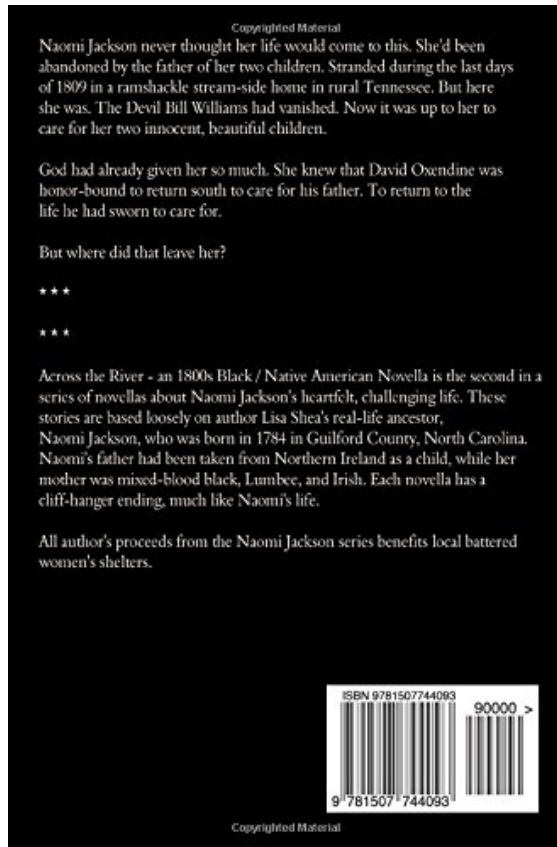 Copyrighted Material
Naomi Jackson never thought her life would come to this. She'd been
abandoned by the father of her two children. Stranded during the last days
of 1809 in a ramshackle stream-side home in rural Tennessee. But here
she was. The Devil Bill Williams had vanished. Now it was up to her to
care for her two innocent, beautiful children.
God had already given her so much. She knew that David Oxendine was
honor-bound to return south to care for his father. To return to the
life he had sworn to care for.
But where did that leave her?
* * *
* * *
Across the River - an 1800s Black / Native American Novella is the second in a
series of novellas about Naomi Jackson's heartfelt, challenging life. These
stories are based loosely on author Lisa Shea's real-life ancestor,
Naomi Jackson, who was born in 1784 in Guilford County, North Carolina.
Naomi's father had been taken from Northern Ireland as a child, while her
mother was mixed-blood black, Lumbee, and Irish. Each novella has a
cliff-hanger ending, much like Naomi's life.
All author's proceeds from the Naomi Jackson series benefits local battered
women's shelters.
ISBN 9781507744093
90000 >
9 781507 744093
Copyrighted Material